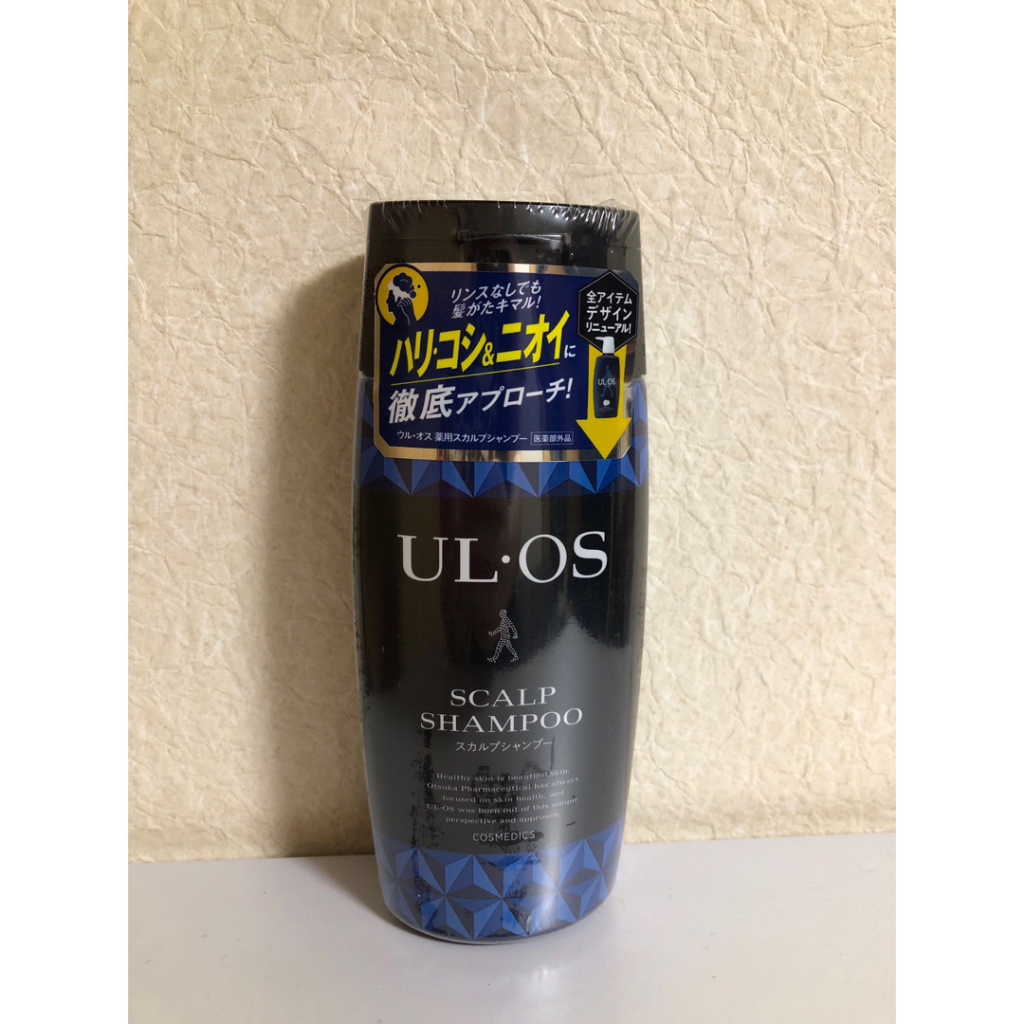 リンスなしでも
髪がたキマル!
ハリ・コシ&ニオイに
徹底アプローチ!
ウル・オス 薬用スカルプシャンプー 医薬部外品
全アイテム
デザイン
リニューアル!
UL・OS
UL・OS
SCALP
SHAMPOO
スカルプシャンプー
Healthy skin is beautiful skin.
Otsuka Pharmaceutical has always
focused on skin health, and
UL・OS was born out of this unique
perspective and approach.
COSMEDICS